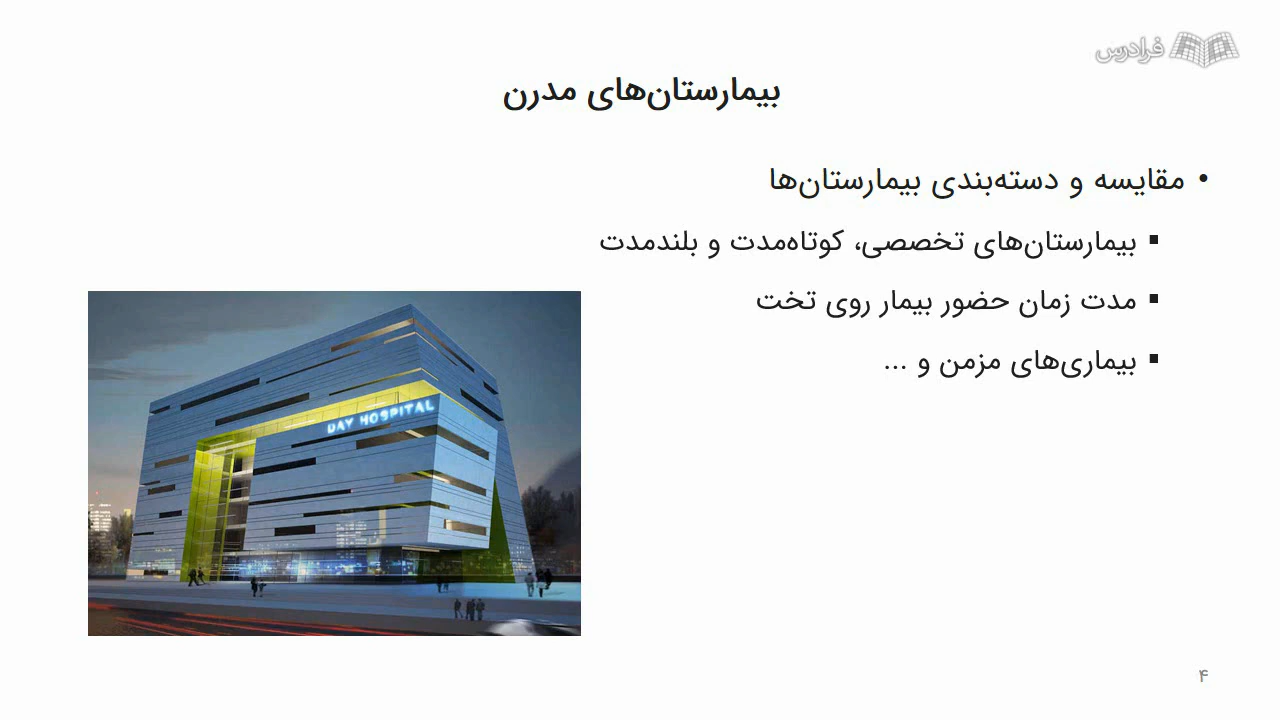 فرادرس
بیمارستان‌های مدرن
• مقایسه و دسته‌بندی بیمارستان‌ها
▪ بیمارستان‌های تخصصی، کوتاه‌مدت و بلندمدت
▪ مدت زمان حضور بیمار روی تخت
▪ بیماری‌های مزمن و ...
DAY HOSPITAL
۴